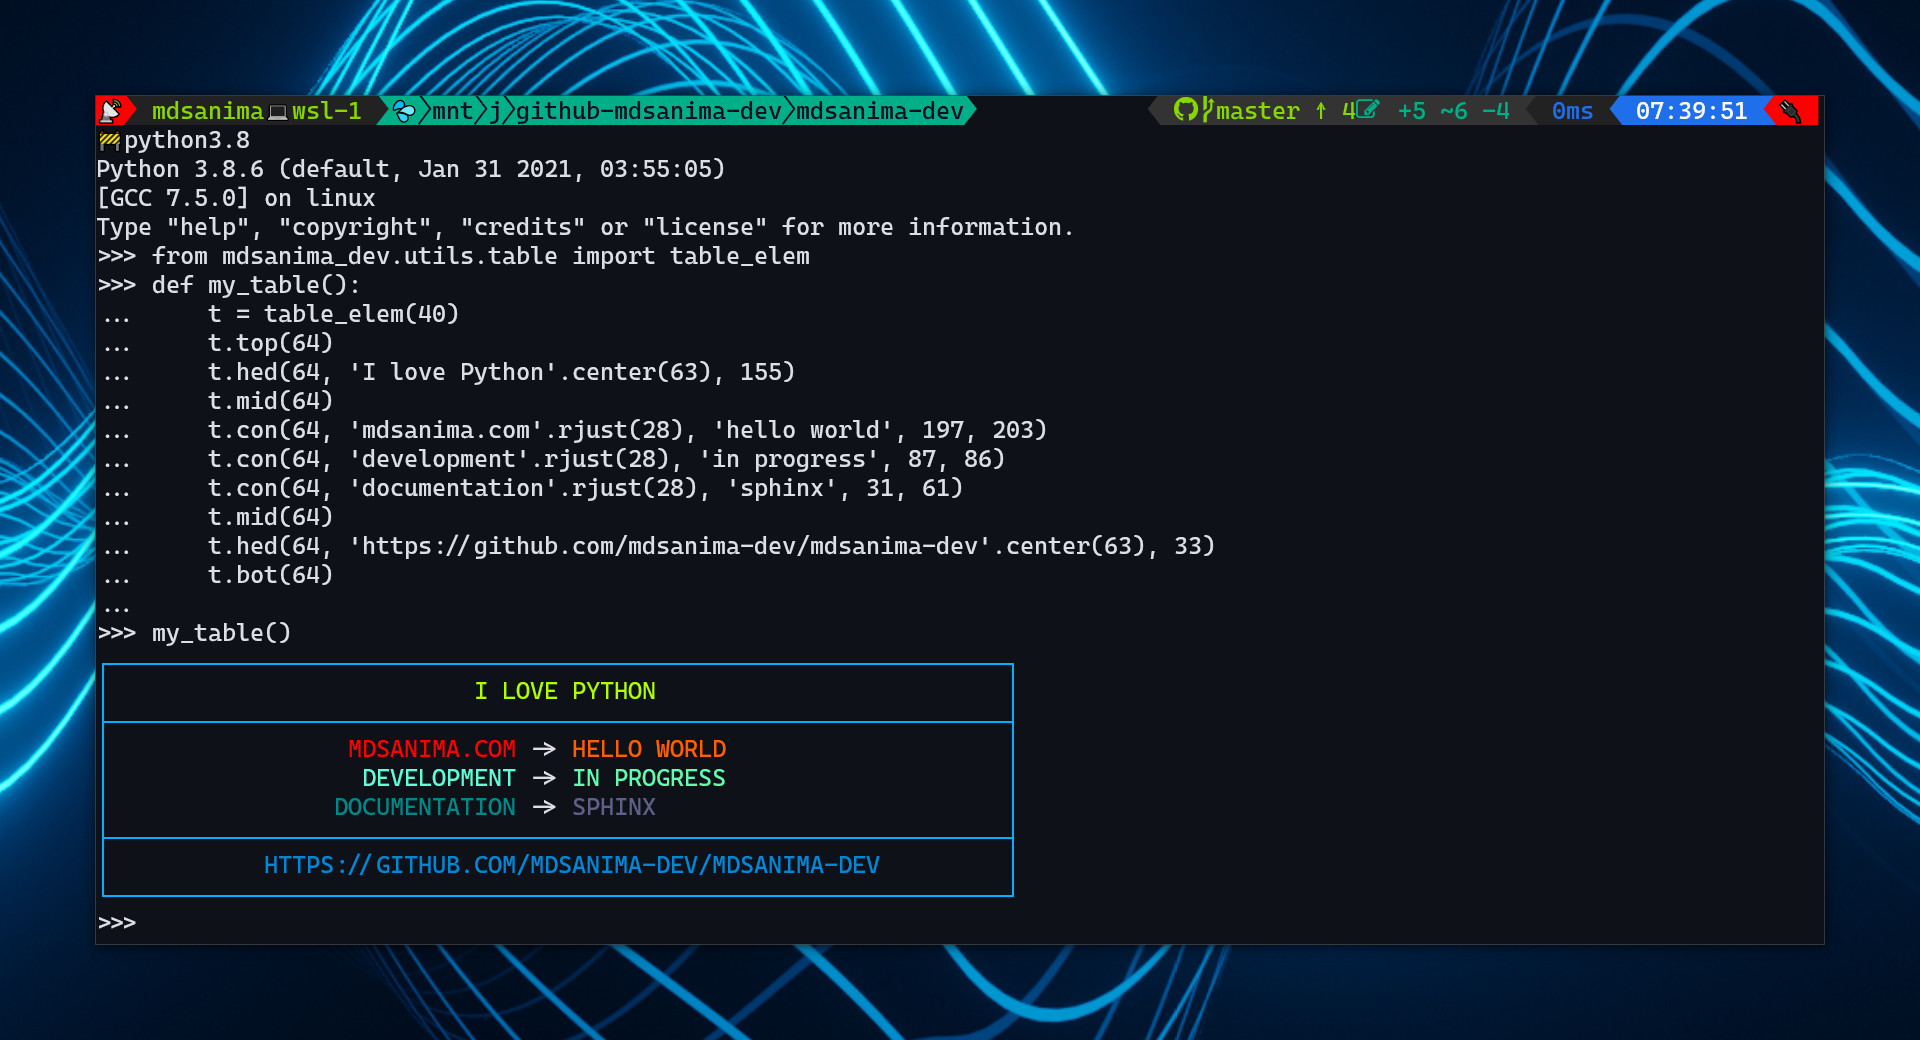 mdsanima wsl-1 mnt j github-mdsanima-dev mdsanima-dev master ↑ 4 +5 ~6 -4 0ms 07:39:51
python3.8
Python 3.8.6 (default, Jan 31 2021, 03:55:05)
[GCC 7.5.0] on linux
Type "help", "copyright", "credits" or "license" for more information.
>>> from mdsanima_dev.utils.table import table_elem
>>> def my_table():
...     t = table_elem(40)
...     t.top(64)
...     t.hed(64, 'I love Python'.center(63), 155)
...     t.mid(64)
...     t.con(64, 'mdsanima.com'.rjust(28), 'hello world', 197, 203)
...     t.con(64, 'development'.rjust(28), 'in progress', 87, 86)
...     t.con(64, 'documentation'.rjust(28), 'sphinx', 31, 61)
...     t.mid(64)
...     t.hed(64, 'https://github.com/mdsanima-dev/mdsanima-dev'.center(63), 33)
...     t.bot(64)
...
>>> my_table()
I LOVE PYTHON
MDSANIMA.COM → HELLO WORLD
DEVELOPMENT → IN PROGRESS
DOCUMENTATION → SPHINX
HTTPS://GITHUB.COM/MDSANIMA-DEV/MDSANIMA-DEV
>>>